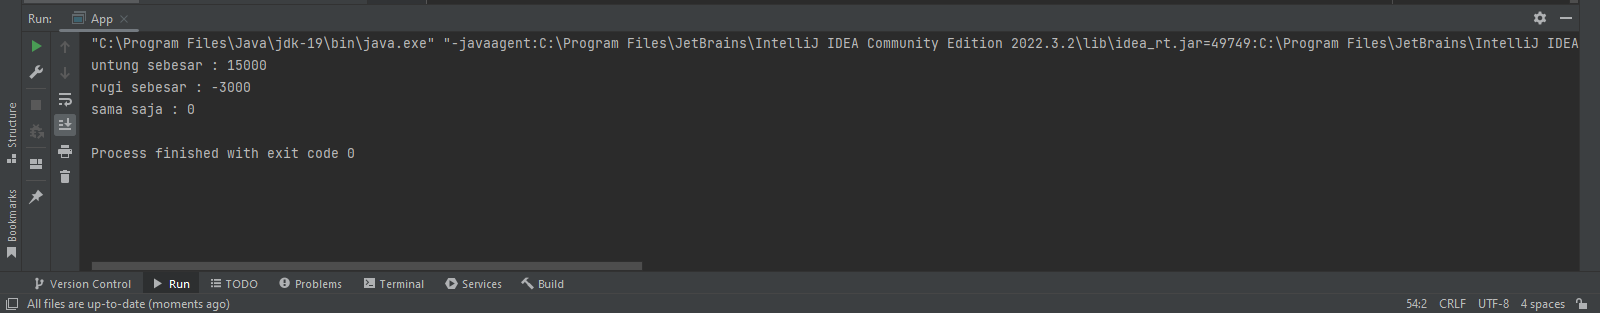 Run:
App
"C:\Program Files\Java\jdk-19\bin\java.exe" "-javaagent:C:\Program Files\JetBrains\IntelliJ IDEA Community Edition 2022.3.2\lib\idea_rt.jar=49749:C:\Program Files\JetBrains\IntelliJ IDEA
untung sebesar : 15000
rugi sebesar : -3000
sama saja : 0
Process finished with exit code 0
Structure
Bookmarks
Version Control Run TODO Problems Terminal Services Build
All files are up-to-date (moments ago) 54:2 CRLF UTF-8 4 spaces